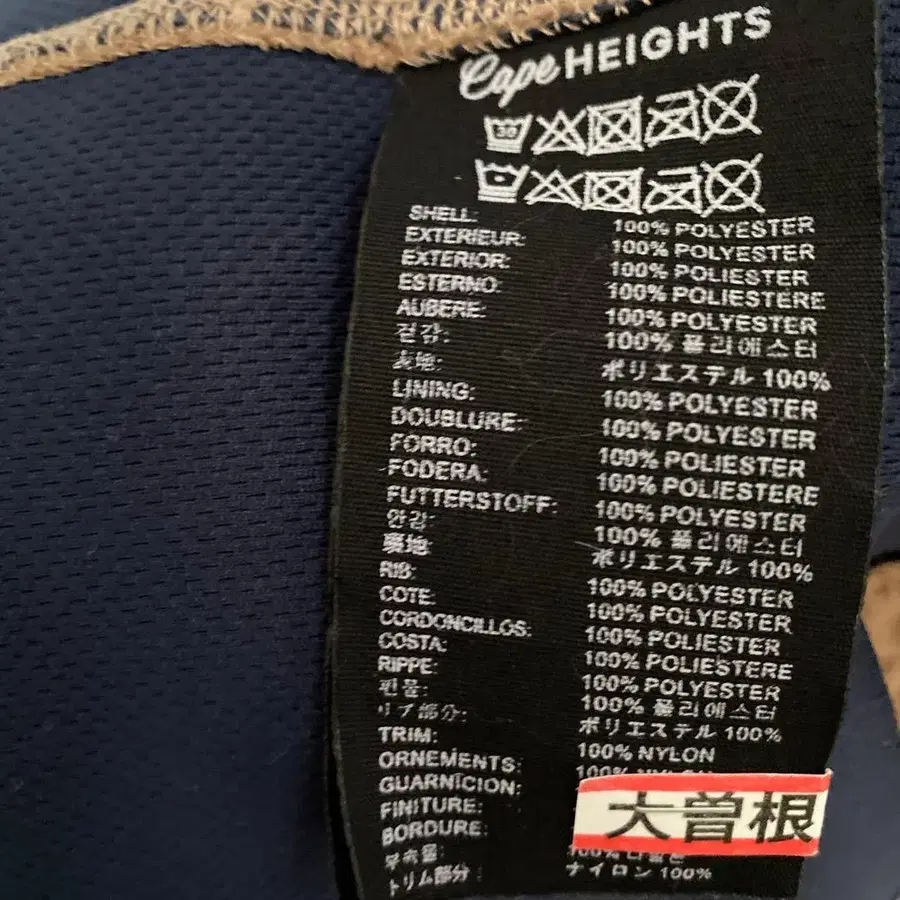 Cape HEIGHTS
30
SHELL: 100% POLYESTER
EXTERIEUR: 100% POLYESTER
EXTERIOR: 100% POLIESTER
ESTERNO: 100% POLIESTERE
AUBERE: 100% POLYESTER
겉감: 100% 폴리에스터
表地: ポリエステル 100%
LINING: 100% POLYESTER
DOUBLURE: 100% POLYESTER
FORRO: 100% POLIESTER
FODERA: 100% POLIESTERE
FUTTERSTOFF: 100% POLYESTER
안감: 100% 폴리에스터
裏地: ポリエステル 100%
RIB: 100% POLYESTER
COTE: 100% POLYESTER
CORDONCILLOS: 100% POLIESTER
COSTA: 100% POLIESTERE
RIPPE: 100% POLYESTER
100% 폴리에스터
リブ部分: ポリエステル 100%
TRIM: 100% NYLON
ORNEMENTS: 100% NYLON
GUARNICION:
FINITURE:
BORDURE:
부속물: 100%
トリム部分: ナイロン 100%
大曽根